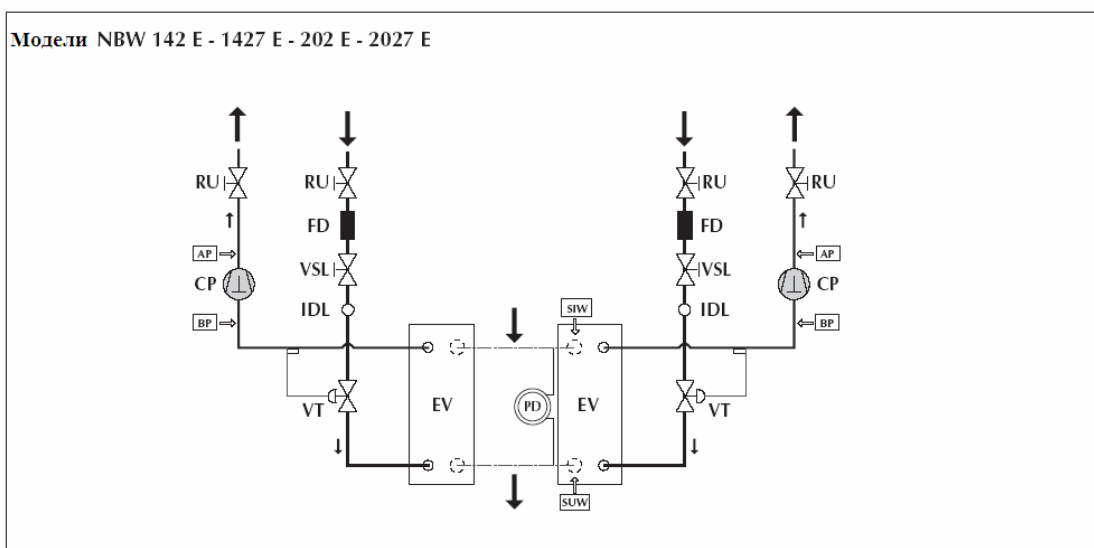 Модели NBW 142 E - 1427 E - 202 E - 2027 E
RU RU RU RU
FD FD
AP VSL VSL AP
CP CP
BP IDL SIW IDL BP
EV PD EV
VT VT
SUW